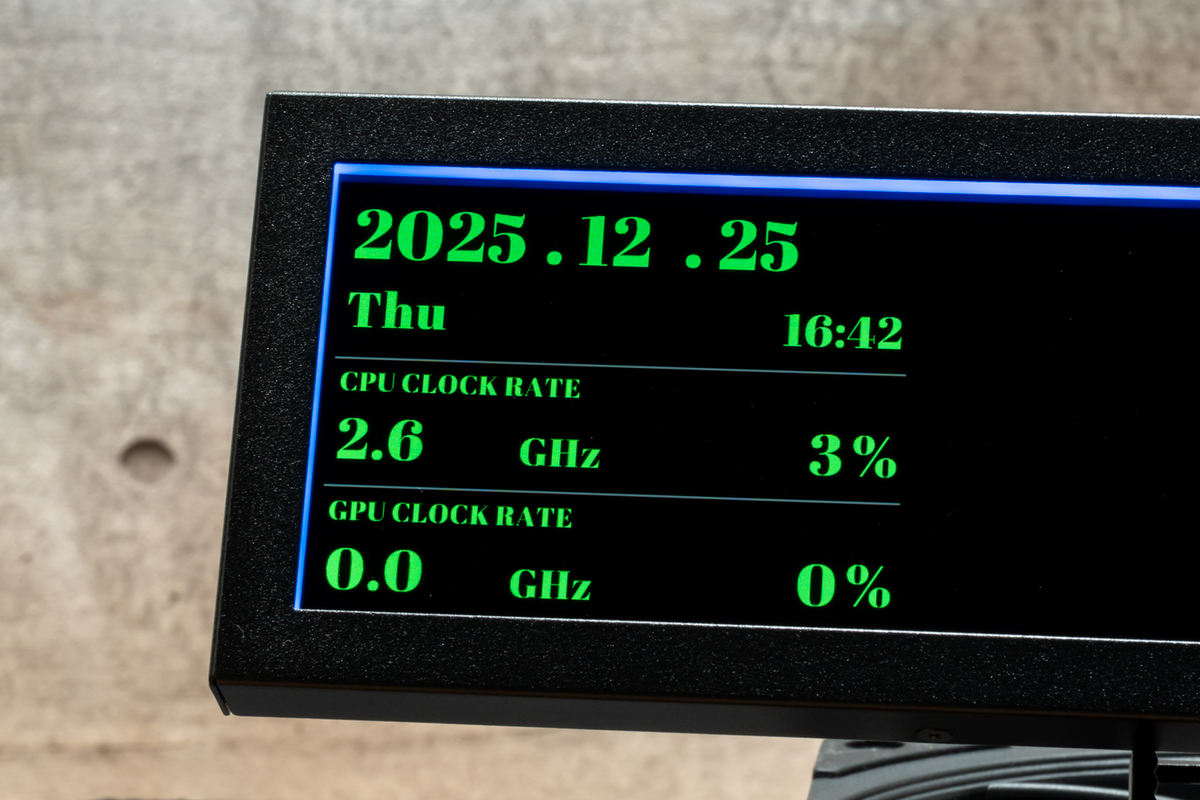 2025.12.25
Thu 16:42
CPU CLOCK RATE
2.6 GHz 3%
GPU CLOCK RATE
0.0 GHz 0%